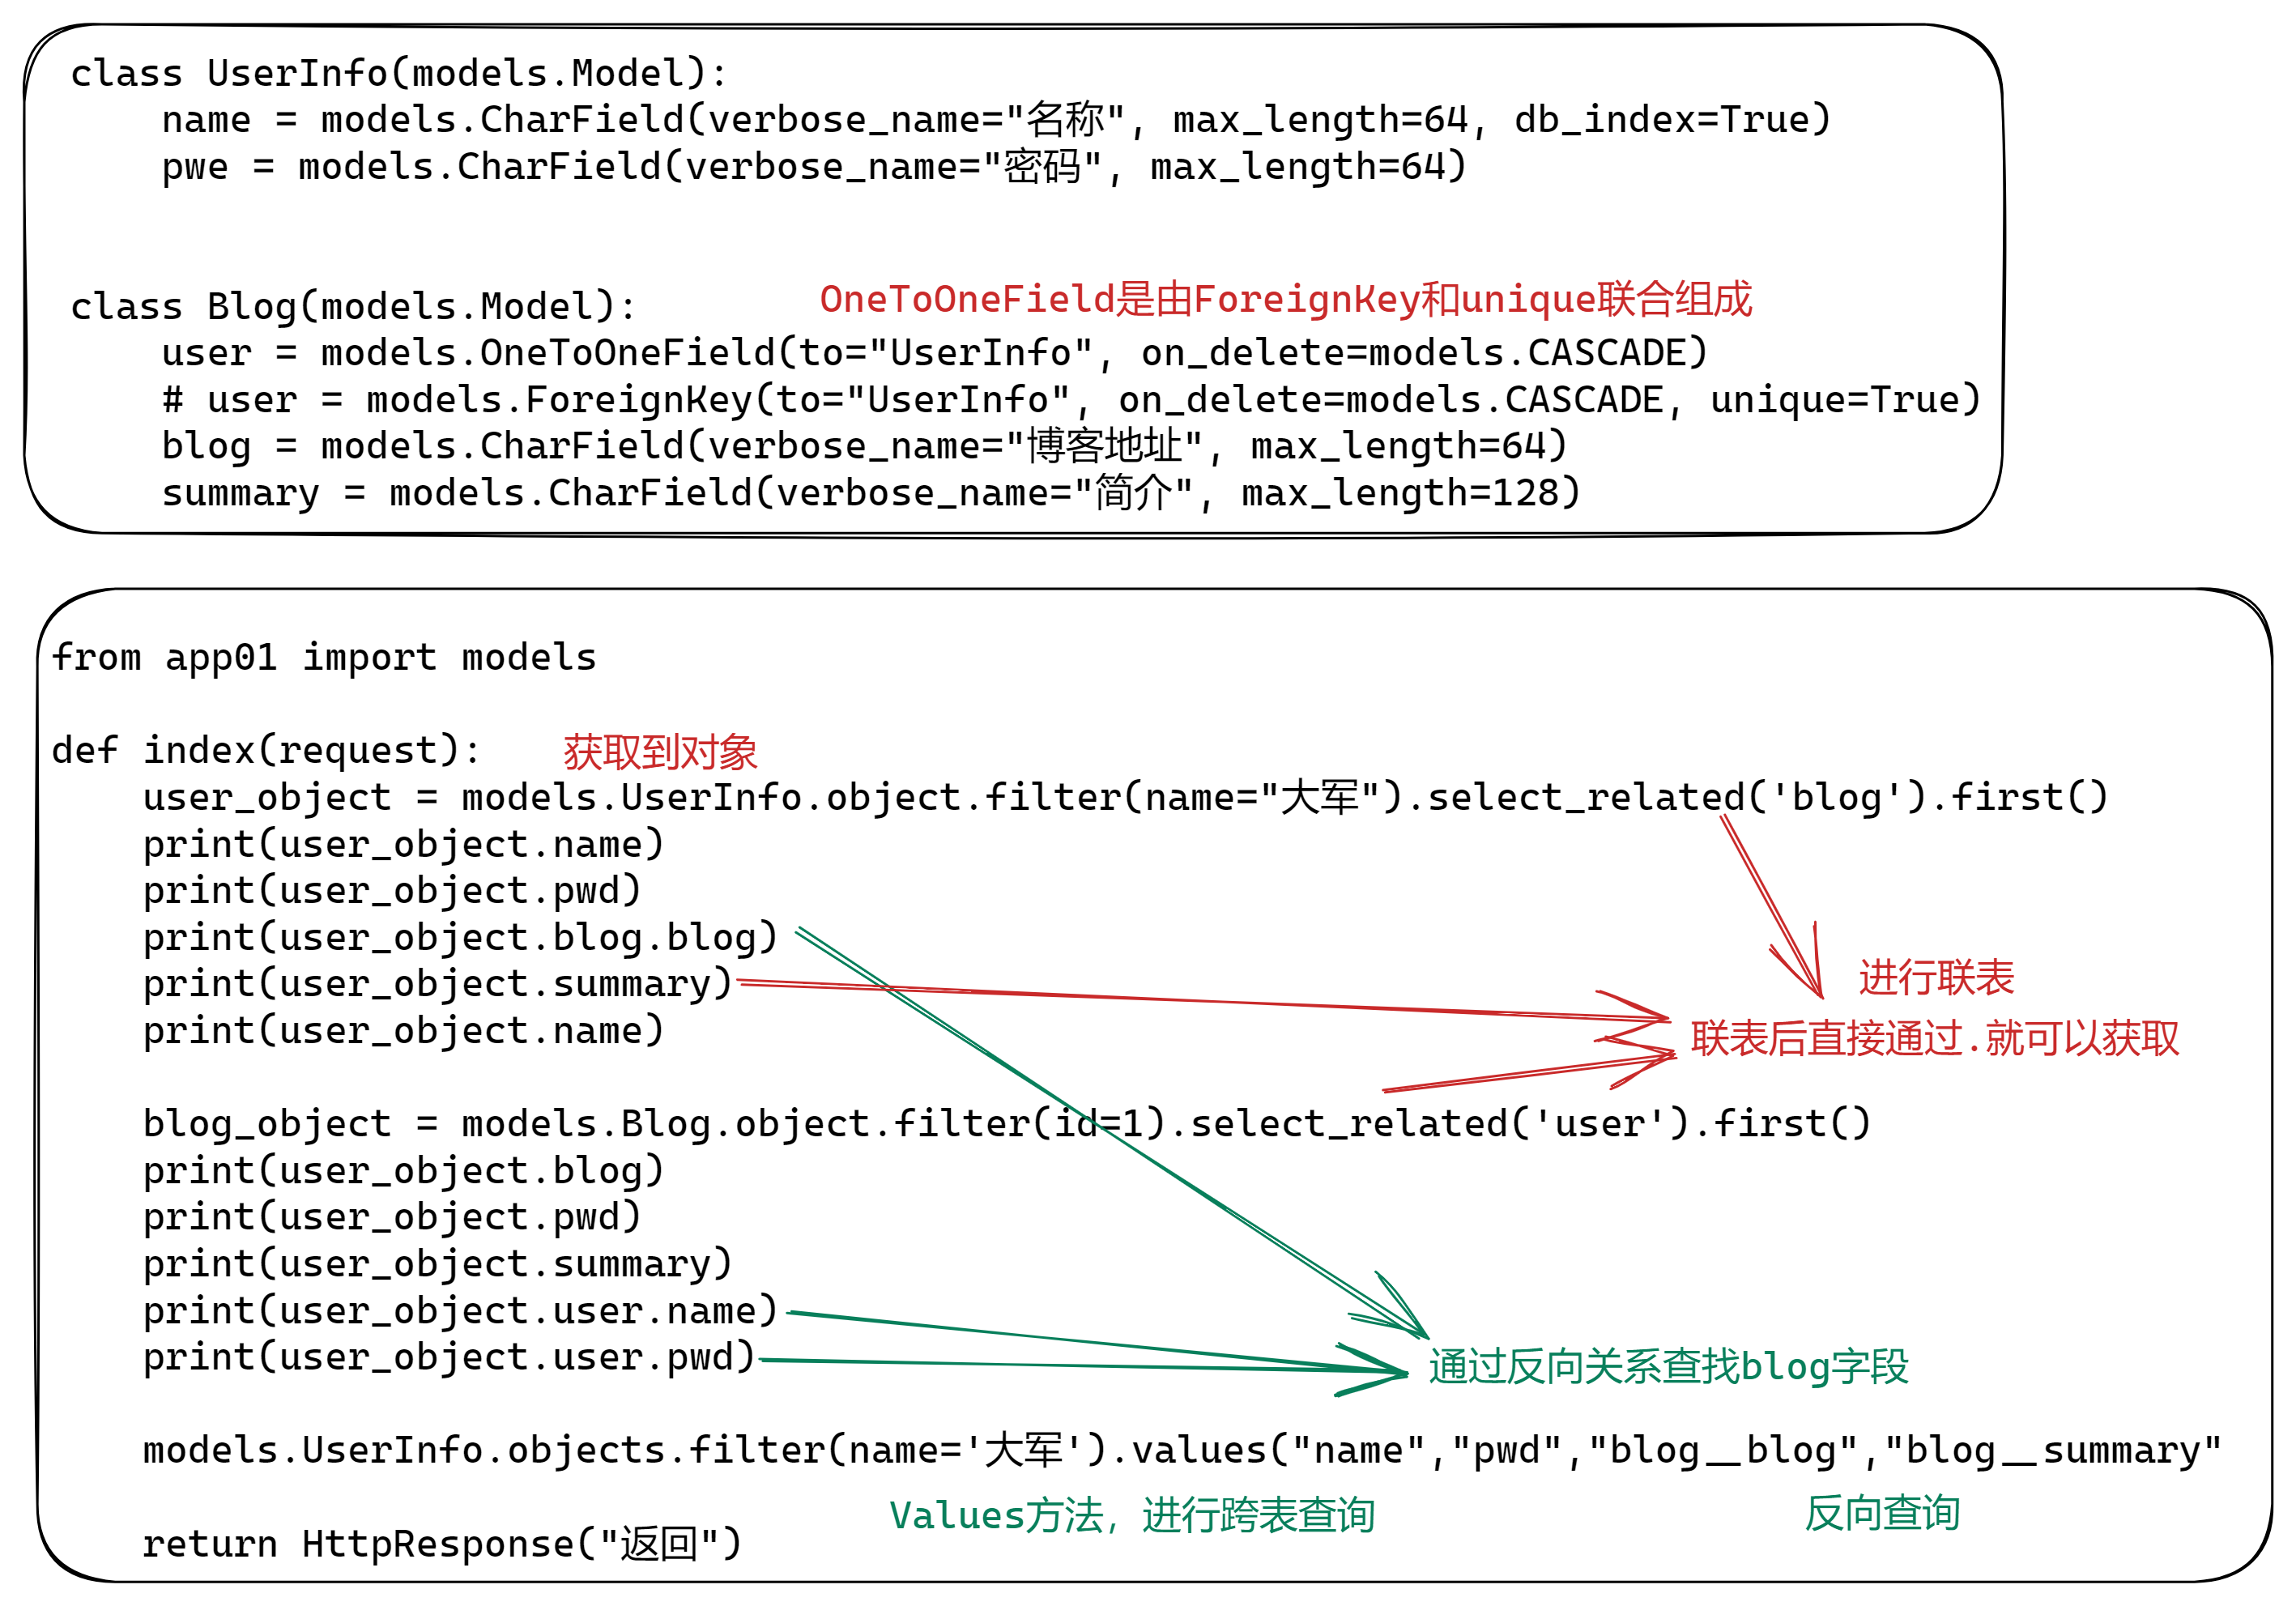 class UserInfo(models.Model):
    name = models.CharField(verbose_name="名称", max_length=64, db_index=True)
    pwe = models.CharField(verbose_name="密码", max_length=64)
OneToOneField是由ForeignKey和unique联合组成
class Blog(models.Model):
    user = models.OneToOneField(to="UserInfo", on_delete=models.CASCADE)
    # user = models.ForeignKey(to="UserInfo", on_delete=models.CASCADE, unique=True)
    blog = models.CharField(verbose_name="博客地址", max_length=64)
    summary = models.CharField(verbose_name="简介", max_length=128)
from app01 import models
def index(request):
获取到对象
    user_object = models.UserInfo.object.filter(name="大军").select_related('blog').first()
    print(user_object.name)
    print(user_object.pwd)
    print(user_object.blog.blog)
    print(user_object.summary)
进行联表
    print(user_object.name)
联表后直接通过.就可以获取
    blog_object = models.Blog.object.filter(id=1).select_related('user').first()
    print(user_object.blog)
    print(user_object.pwd)
    print(user_object.summary)
    print(user_object.user.name)
    print(user_object.user.pwd)
通过反向关系查找blog字段
    models.UserInfo.objects.filter(name='大军').values("name","pwd","blog__blog","blog__summary"
Values方法, 进行跨表查询
反向查询
    return HttpResponse("返回")